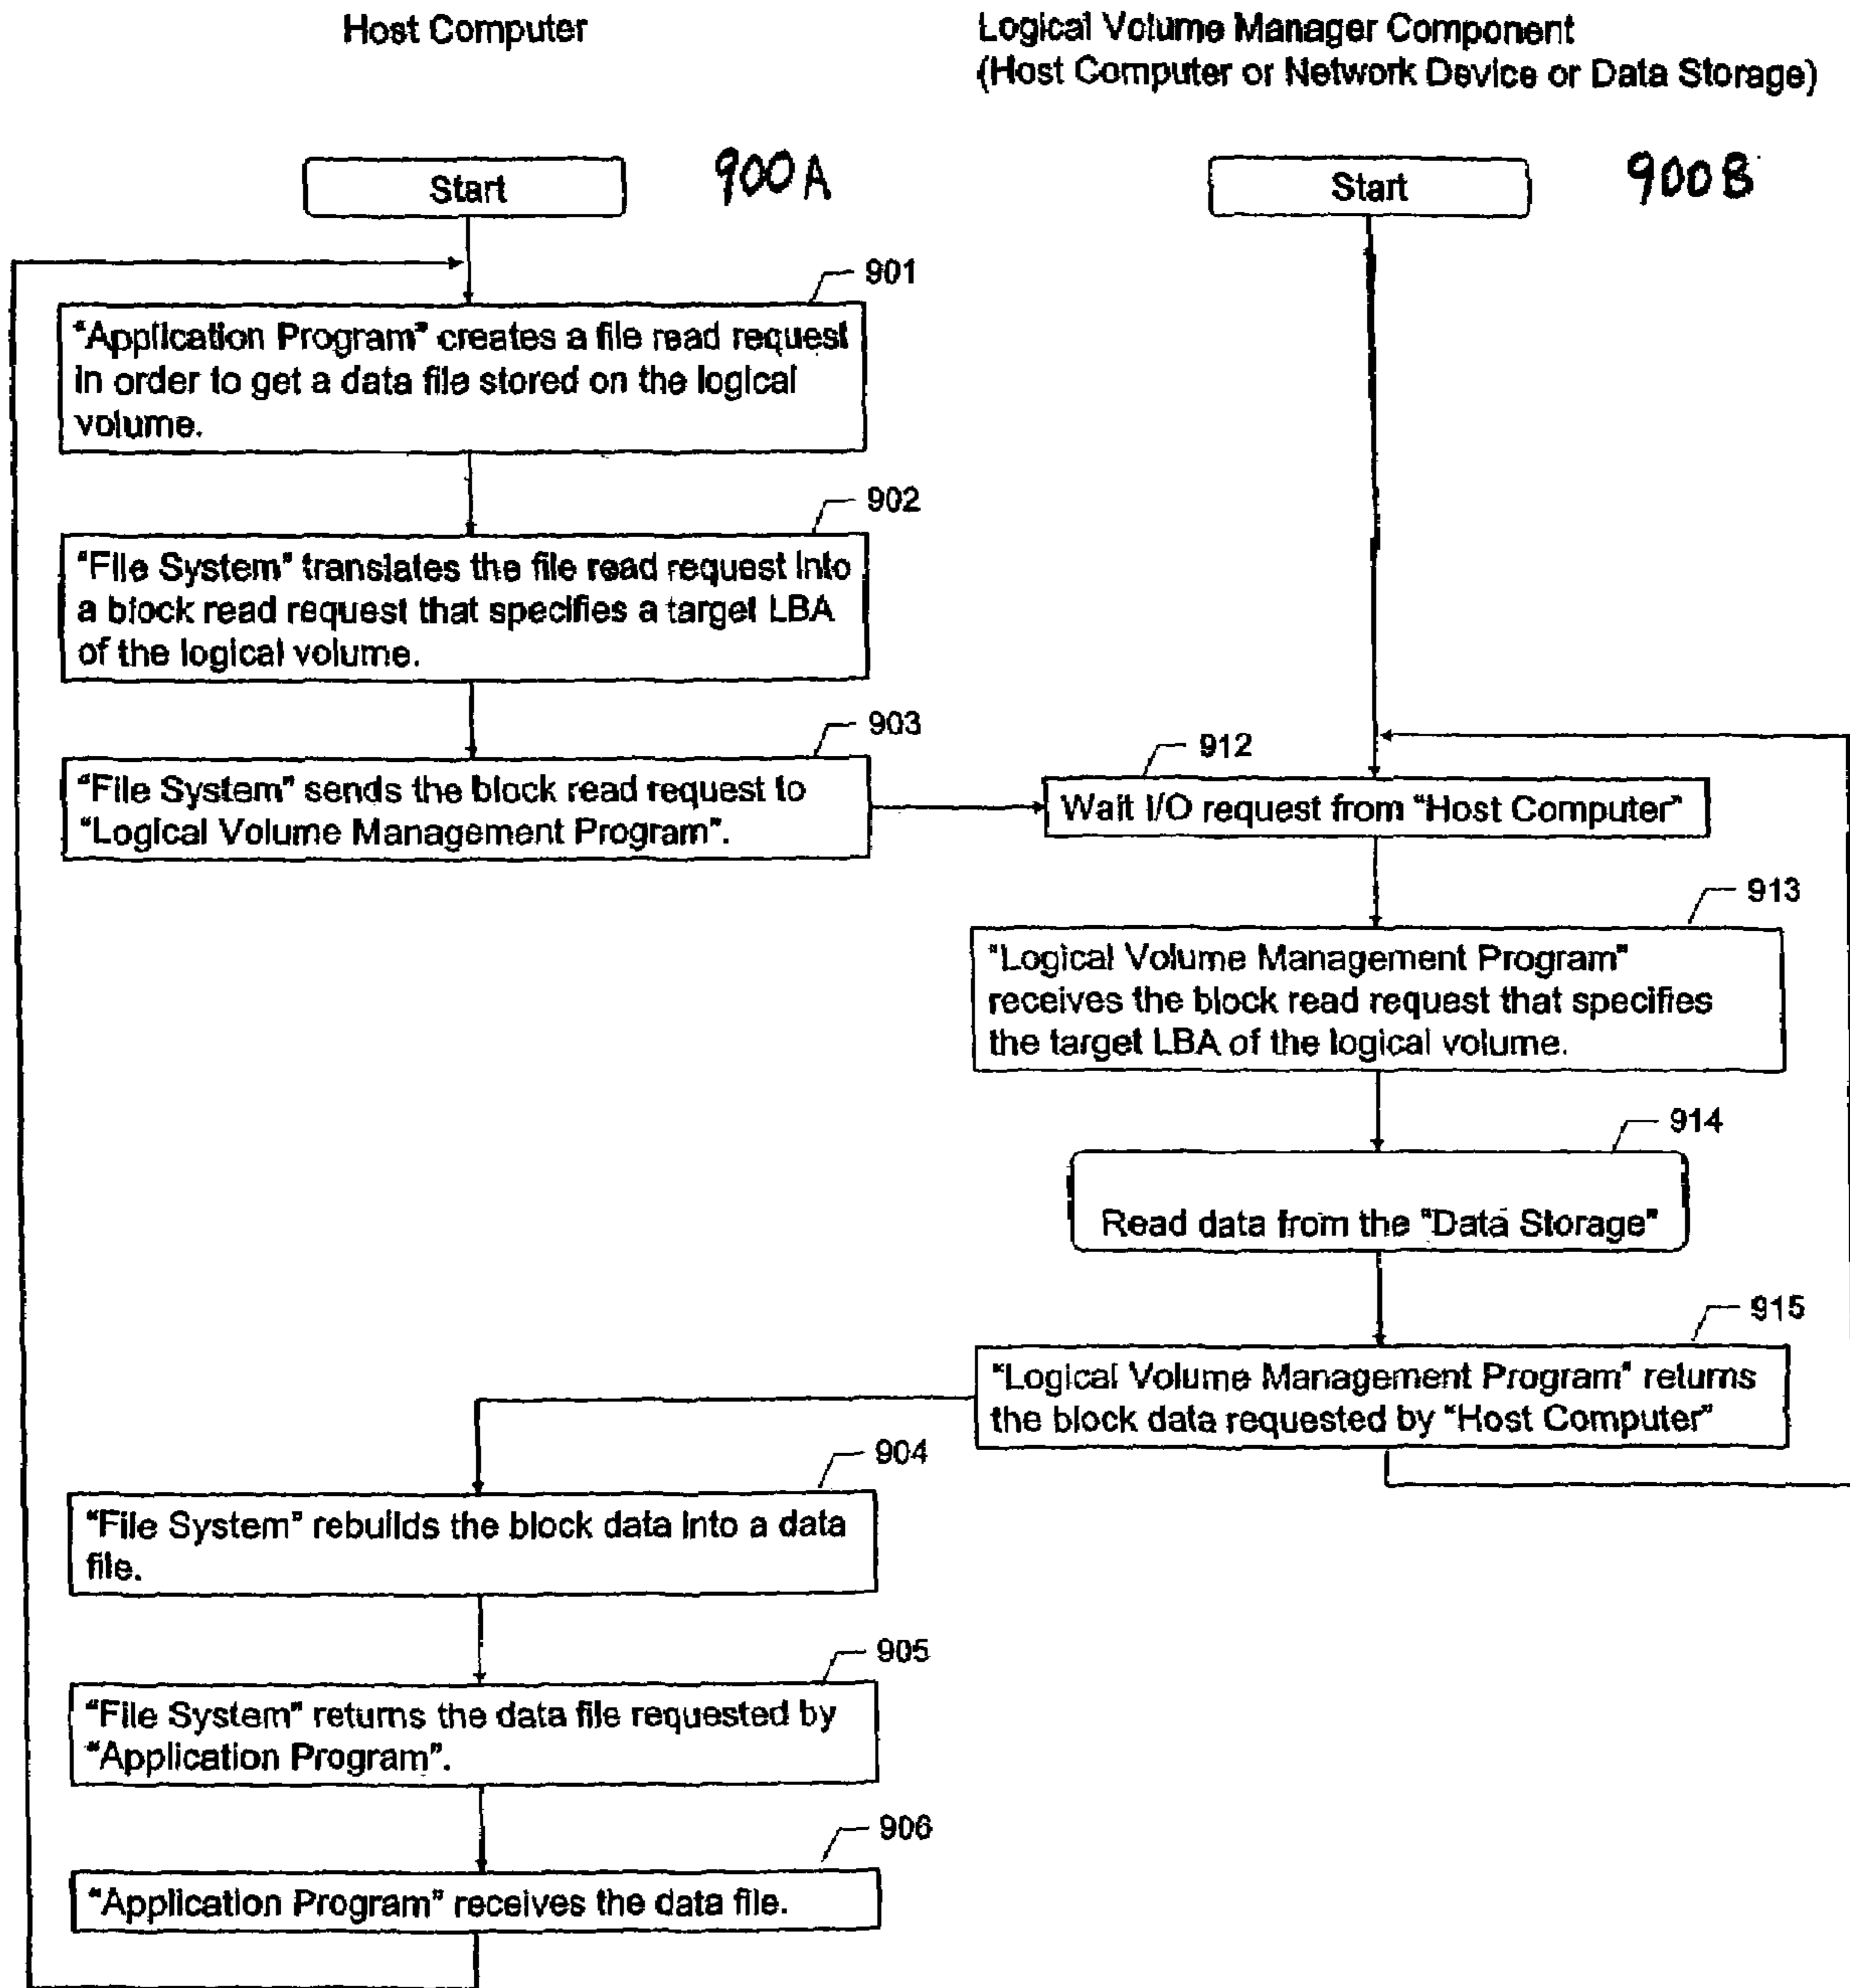 Host Computer
Logical Volume Manager Component
(Host Computer or Network Device or Data Storage)
Start
900A
Start
900B
901
"Application Program" creates a file read request
in order to get a data file stored on the logical
volume.
902
"File System" translates the file read request into
a block read request that specifies a target LBA
of the logical volume.
903
"File System" sends the block read request to
"Logical Volume Management Program".
912
Wait I/O request from "Host Computer"
913
"Logical Volume Management Program"
receives the block read request that specifies
the target LBA of the logical volume.
914
Read data from the "Data Storage"
915
"Logical Volume Management Program" returns
the block data requested by "Host Computer"
904
"File System" rebuilds the block data into a data
file.
905
"File System" returns the data file requested by
"Application Program".
906
"Application Program" receives the data file.